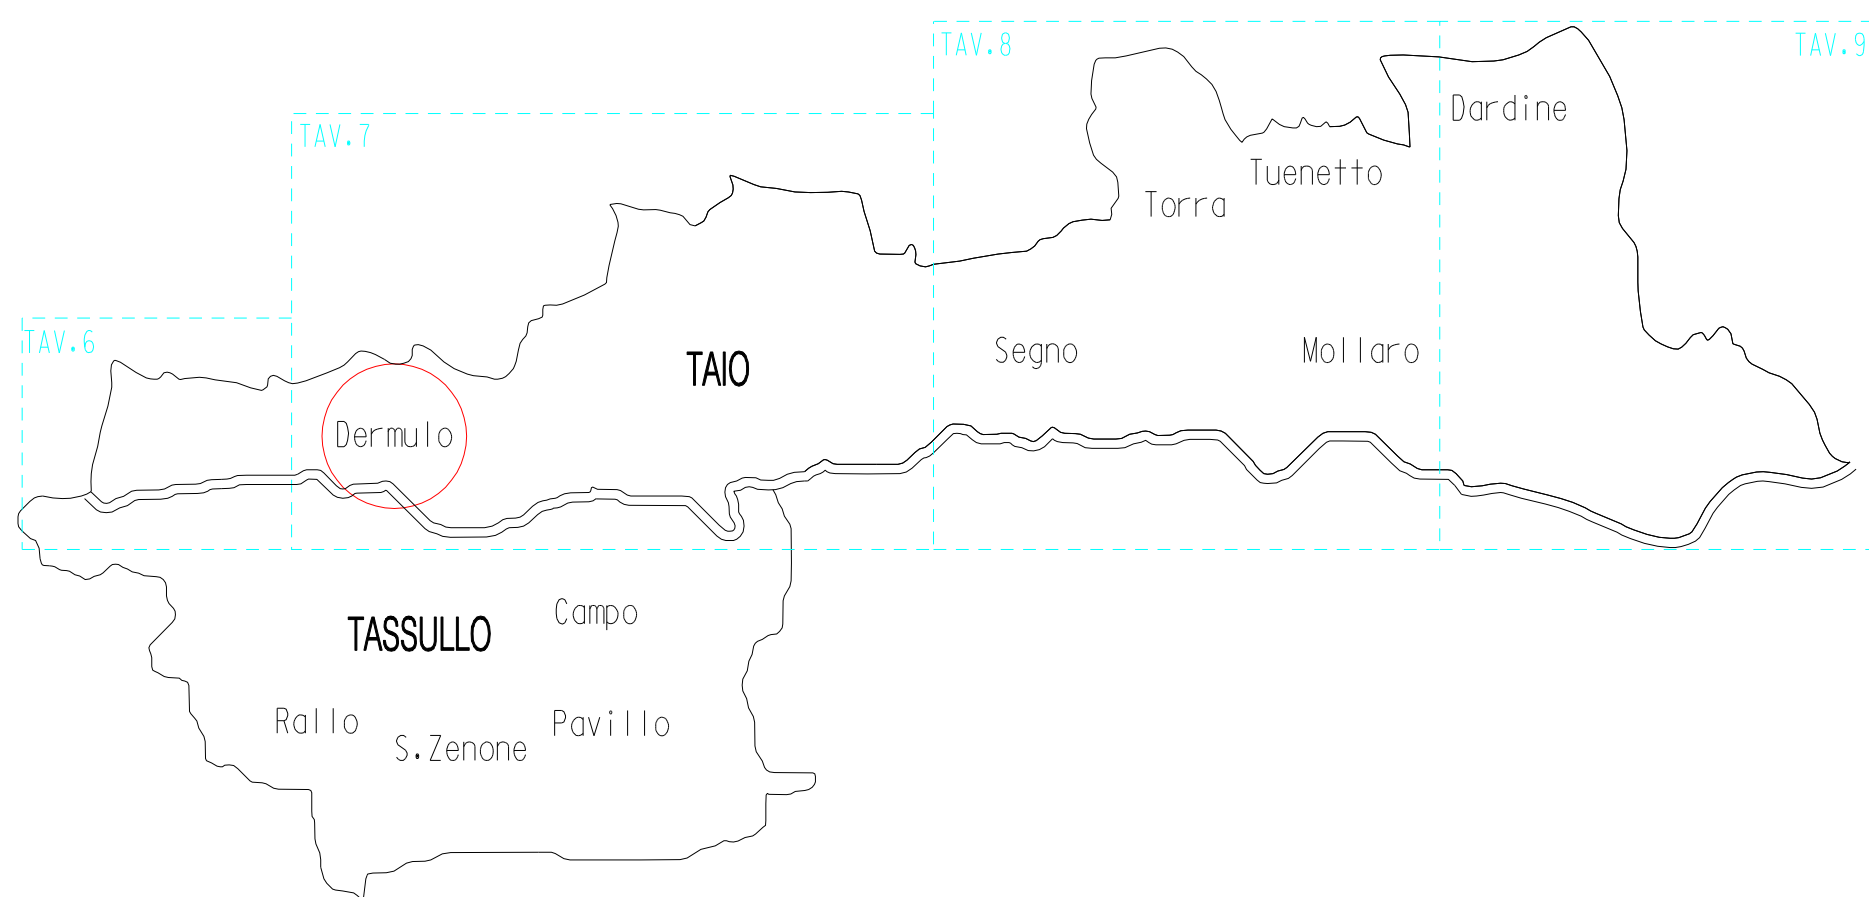 TAV.8
TAV.9
Dardine
TAV.7
Tuenetto
Torra
TAV.6
Segno
Mollaro
TAIO
Dermulo
Campo
TASSULLO
Rallo
Pavillo
S.Zenone